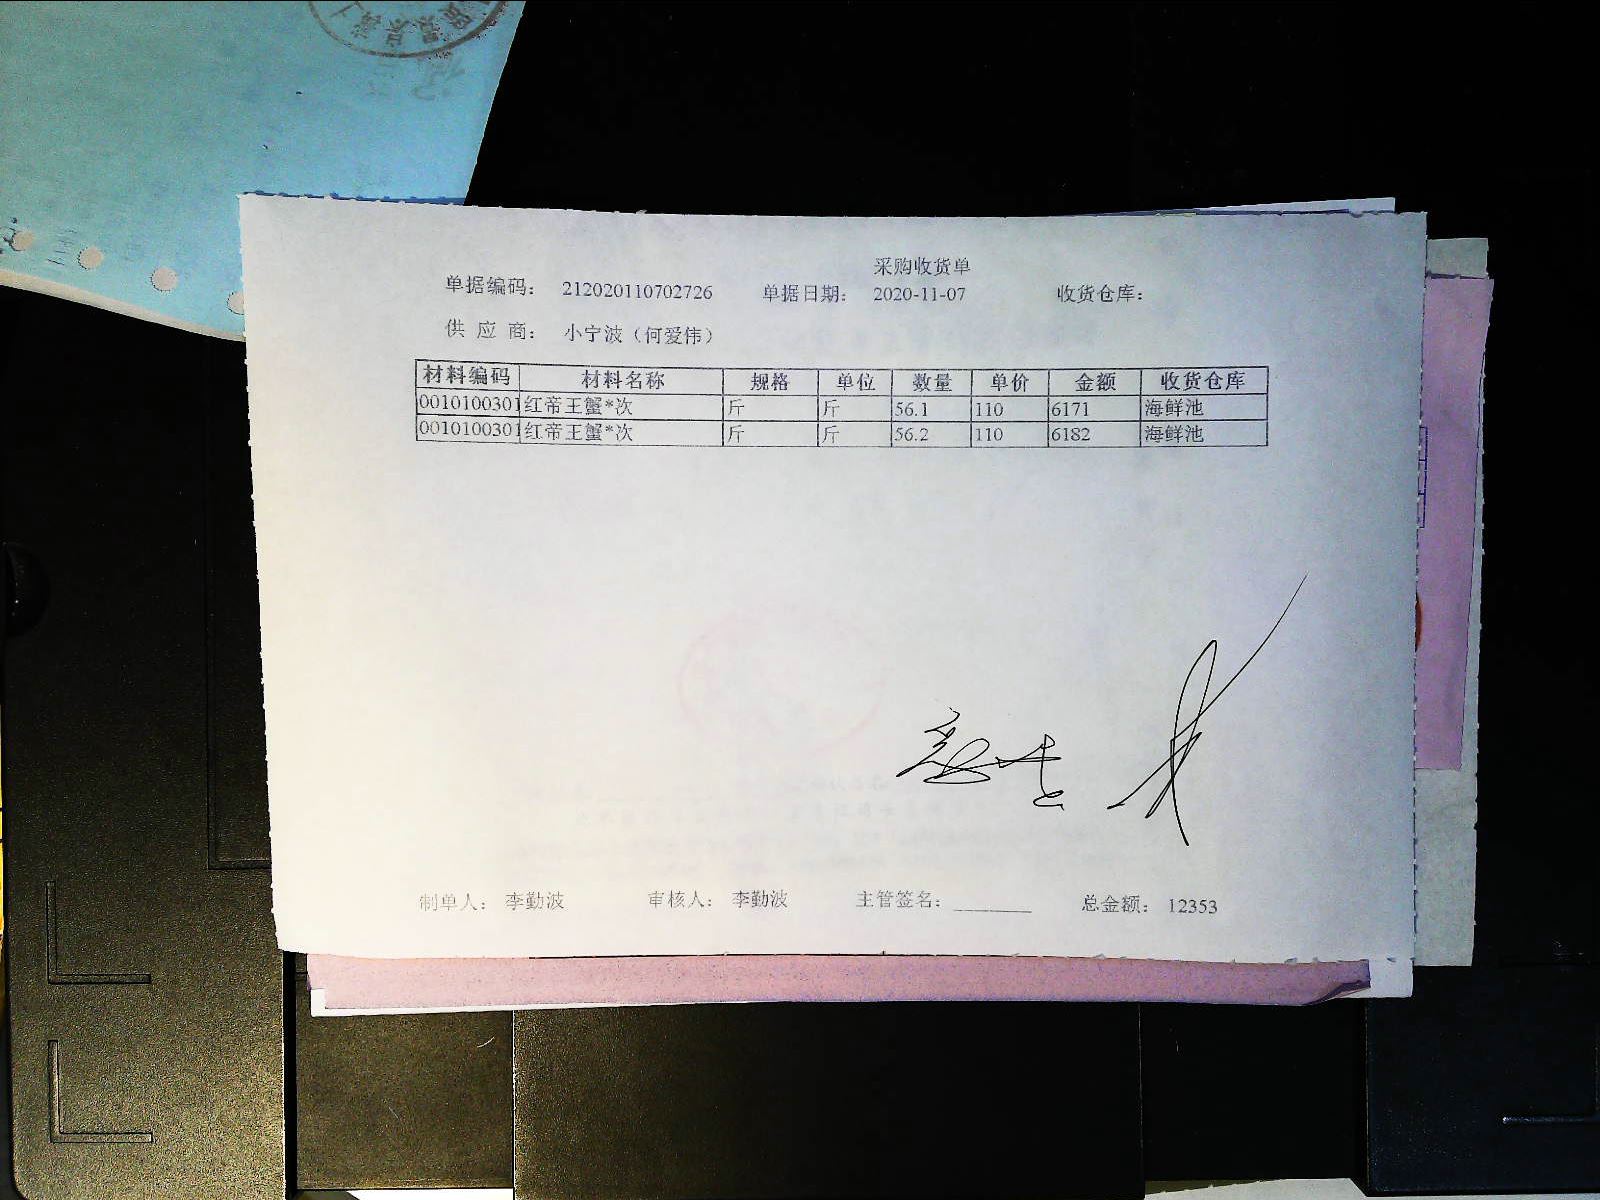 采购收货单
单据编码： 212020110702726 单据日期： 2020-11-07 收货仓库：
供 应 商： 小宁波（何爱伟）
材料编码 材料名称 规格 单位 数量 单价 金额 收货仓库
0010100301 红帝王蟹*次 斤 斤 56.1 110 6171 海鲜池
0010100301 红帝王蟹*次 斤 斤 56.2 110 6182 海鲜池
制单人： 李勤波 审核人： 李勤波 主管签名： 总金额： 12353